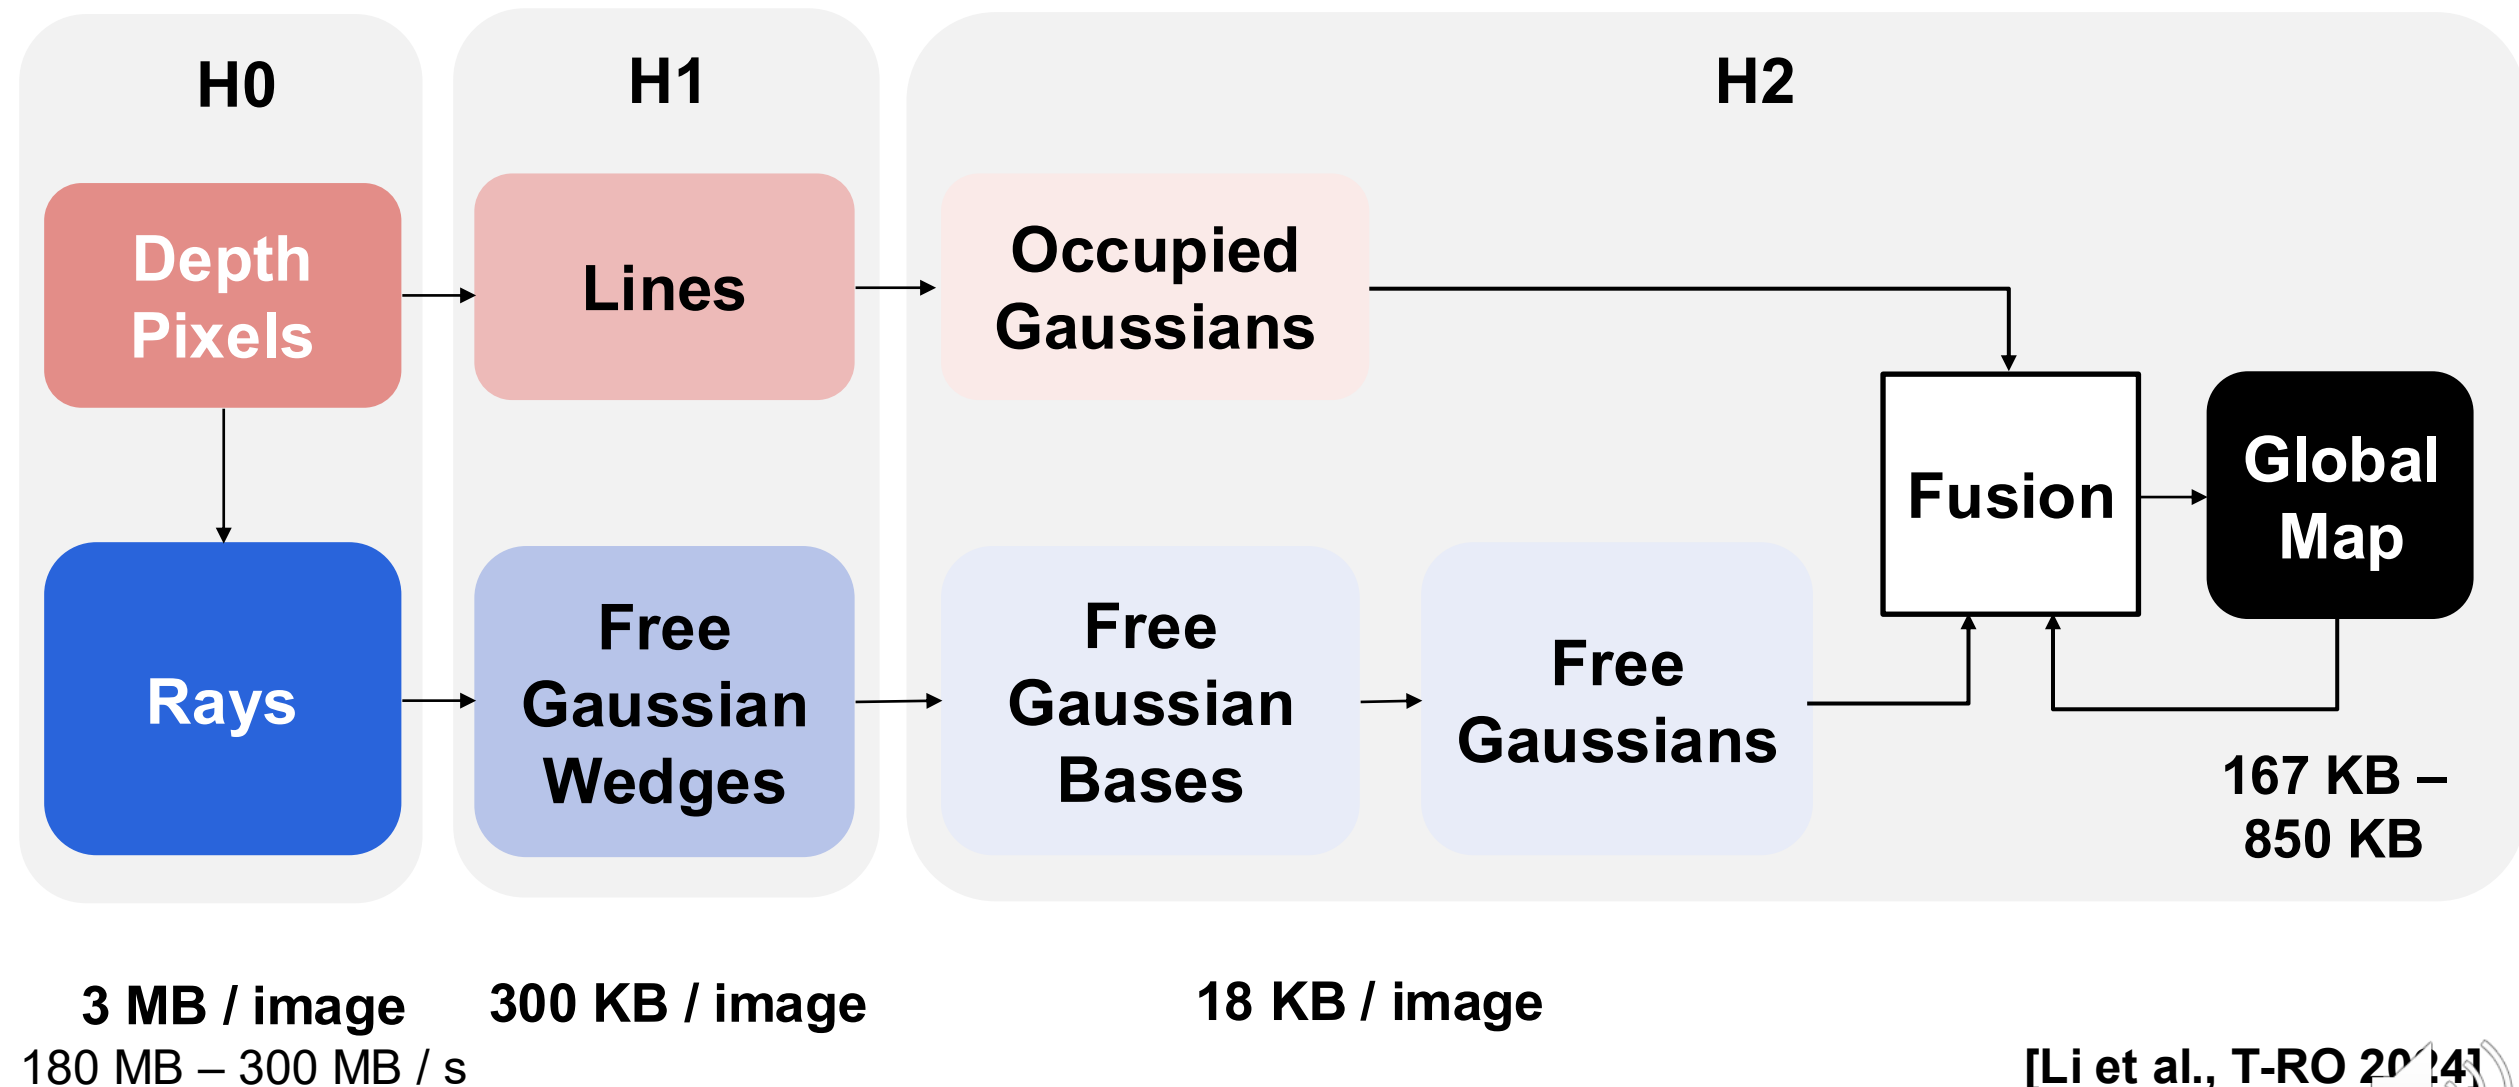 H0
H1
H2
Depth
Pixels
Lines
Occupied
Gaussians
Rays
Free
Gaussian
Wedges
Free
Gaussian
Bases
Free
Gaussians
Fusion
Global
Map
167 KB –
850 KB
3 MB / image
300 KB / image
18 KB / image
180 MB – 300 MB / s
[Li et al., T-RO 2024]